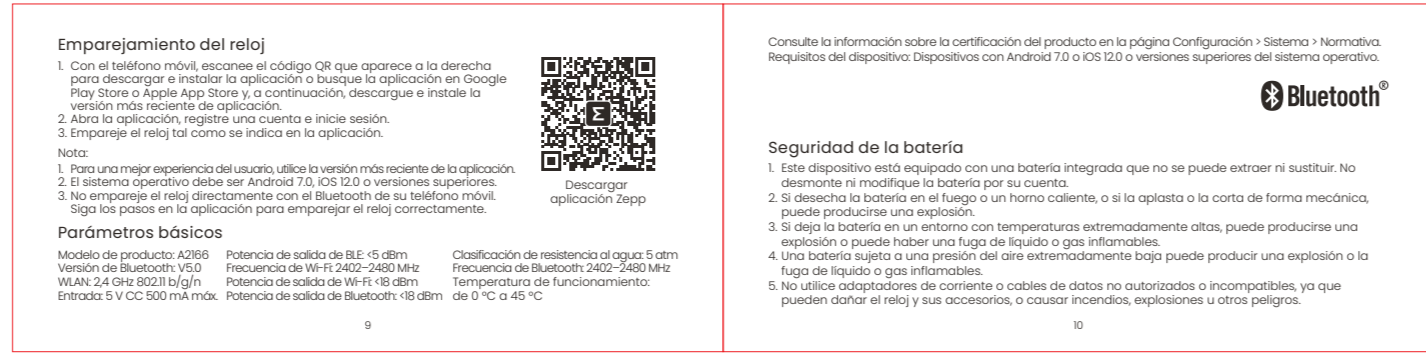 Emparejamiento del reloj
1. Con el teléfono móvil, escanee el código QR que aparece a la derecha
para descargar e instalar la aplicación o busque la aplicación en Google
Play Store o Apple App Store y, a continuación, descargue e instale la
versión más reciente de aplicación.
2. Abra la aplicación, registre una cuenta e inicie sesión.
3. Empareje el reloj tal como se indica en la aplicación.
Nota:
1. Para una mejor experiencia del usuario, utilice la versión más reciente de la aplicación.
2. El sistema operativo debe ser Android 7.0, iOS 12.0 o versiones superiores.
3. No empareje el reloj directamente con el Bluetooth de su teléfono móvil.
Siga los pasos en la aplicación para emparejar el reloj correctamente.
Descargar
aplicación Zepp
Parámetros básicos
Modelo de producto: A2166 Potencia de salida de BLE: <5 dBm Clasificación de resistencia al agua: 5 atm
Versión de Bluetooth: V5.0 Frecuencia de Wi-Fi: 2402–2480 MHz Frecuencia de Bluetooth: 2402–2480 MHz
WLAN: 2,4 GHz 802.11 b/g/n Potencia de salida de Wi-Fi: <18 dBm Temperatura de funcionamiento:
Entrada: 5 V CC 500 mA máx. Potencia de salida de Bluetooth: <18 dBm de 0 °C a 45 °C
9
Consulte la información sobre la certificación del producto en la página Configuración > Sistema > Normativa.
Requisitos del dispositivo: Dispositivos con Android 7.0 o iOS 12.0 o versiones superiores del sistema operativo.
Bluetooth®
Seguridad de la batería
1. Este dispositivo está equipado con una batería integrada que no se puede extraer ni sustituir. No
desmonte ni modifique la batería por su cuenta.
2. Si desecha la batería en el fuego o un horno caliente, o si la aplasta o la corta de forma mecánica,
puede producirse una explosión.
3. Si deja la batería en un entorno con temperaturas extremadamente altas, puede producirse una
explosión o puede haber una fuga de líquido o gas inflamables.
4. Una batería sujeta a una presión del aire extremadamente baja puede producir una explosión o la
fuga de líquido o gas inflamables.
5. No utilice adaptadores de corriente o cables de datos no autorizados o incompatibles, ya que
pueden dañar el reloj y sus accesorios, o causar incendios, explosiones u otros peligros.
10